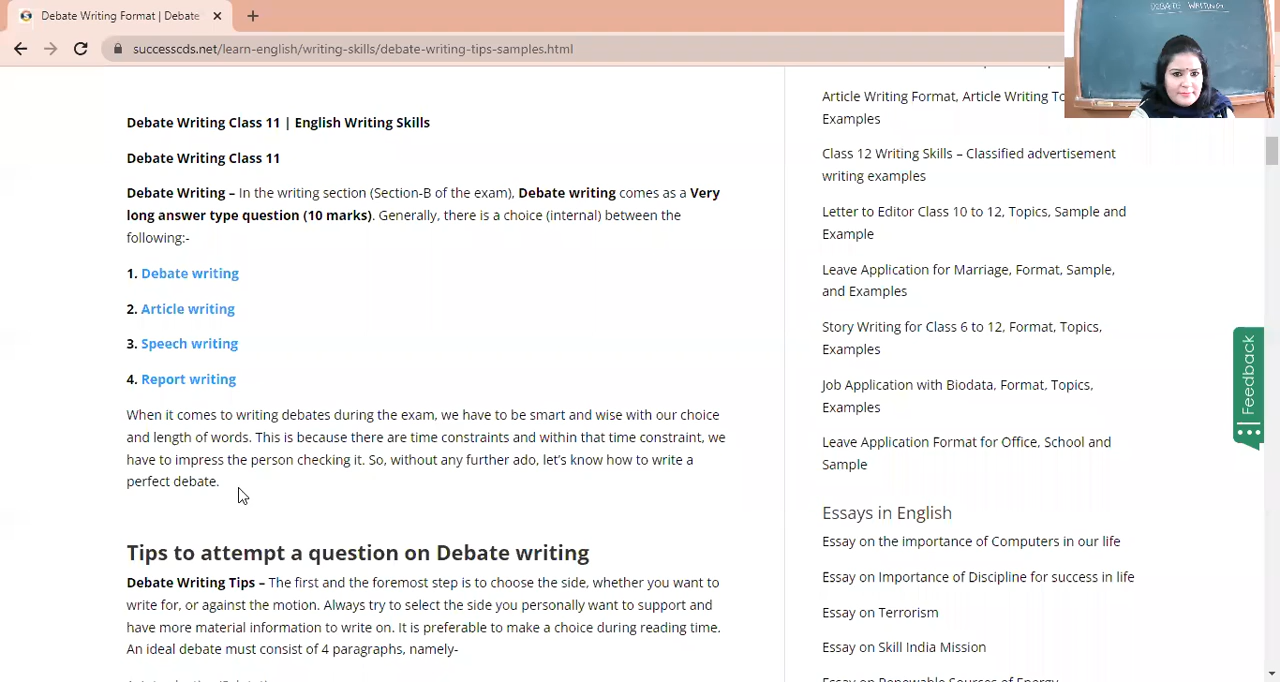 Debate Writing Format | Debate
successcds.net/learn-english/writing-skills/debate-writing-tips-samples.html
DEBATE WRITING
Debate Writing Class 11 | English Writing Skills
Debate Writing Class 11
Debate Writing – In the writing section (Section-B of the exam), Debate writing comes as a Very
long answer type question (10 marks). Generally, there is a choice (internal) between the
following:-
1. Debate writing
2. Article writing
3. Speech writing
4. Report writing
When it comes to writing debates during the exam, we have to be smart and wise with our choice
and length of words. This is because there are time constraints and within that time constraint, we
have to impress the person checking it. So, without any further ado, let's know how to write a
perfect debate.
Tips to attempt a question on Debate writing
Debate Writing Tips – The first and the foremost step is to choose the side, whether you want to
write for, or against the motion. Always try to select the side you personally want to support and
have more material information to write on. It is preferable to make a choice during reading time.
An ideal debate must consist of 4 paragraphs, namely-
Article Writing Format, Article Writing
Examples
Class 12 Writing Skills – Classified advertisement
writing examples
Letter to Editor Class 10 to 12, Topics, Sample and
Example
Leave Application for Marriage, Format, Sample,
and Examples
Story Writing for Class 6 to 12, Format, Topics,
Examples
Job Application with Biodata, Format, Topics,
Examples
Leave Application Format for Office, School and
Sample
Essays in English
Essay on the importance of Computers in our life
Essay on Importance of Discipline for success in life
Essay on Terrorism
Essay on Skill India Mission
Essay on Renewable Sources of Energy
Feedback